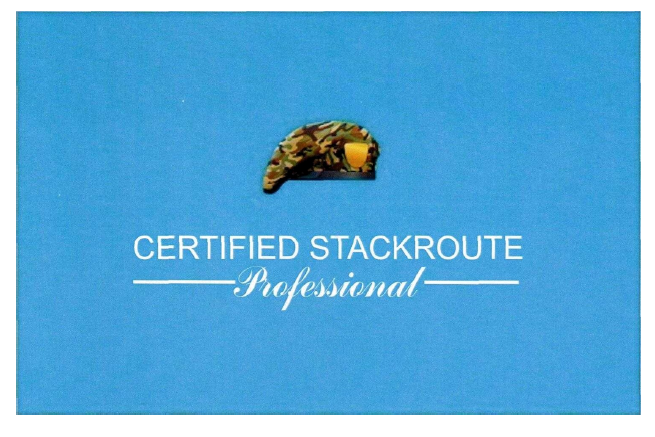 CERTIFIED STACKROUTE
Professional